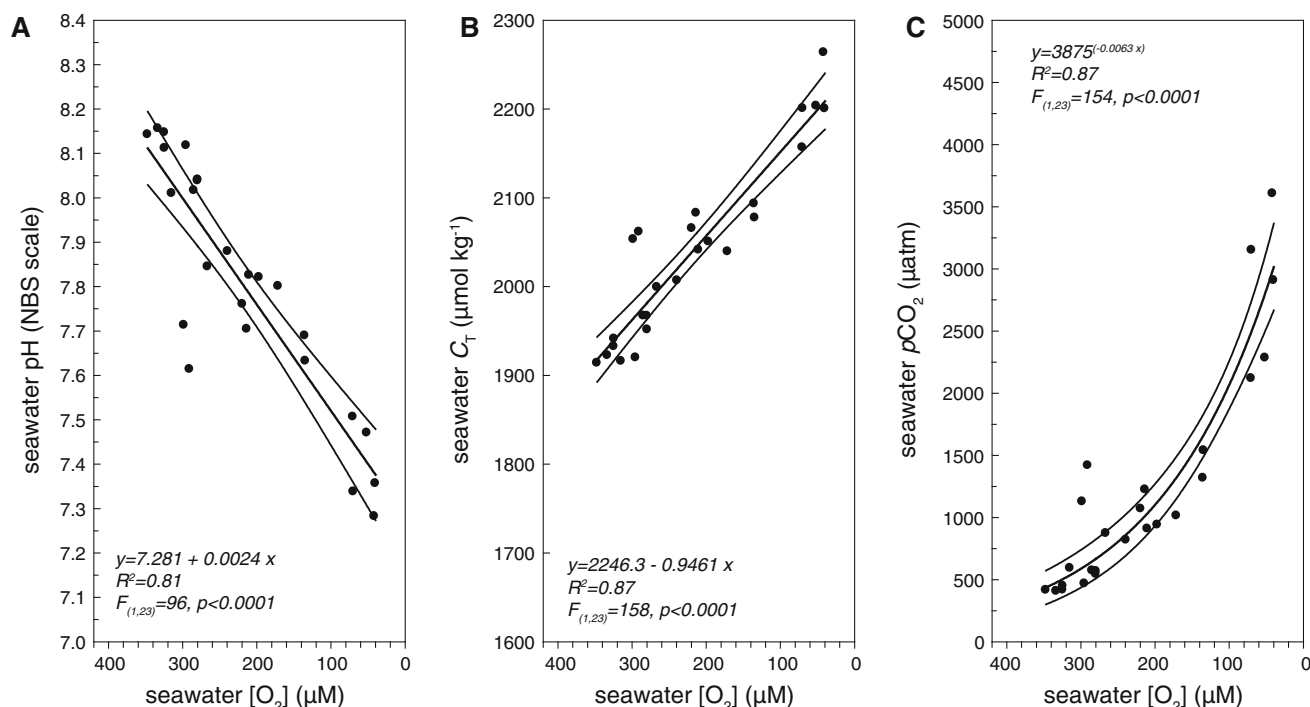 A
8.4
8.3
8.2
8.1
8.0
7.9
7.8
7.7
7.6
7.5
7.4
7.3
7.2
7.1
7.0
seawater pH (NBS scale)
y=7.281 + 0.0024 x
R²=0.81
F(1,23)=96, p<0.0001
400 300 200 100 0
seawater [O₂] (µM)
B
2300
2200
2100
2000
1900
1800
1700
1600
seawater CT (µmol kg⁻¹)
y=2246.3 - 0.9461 x
R²=0.87
F(1,23)=158, p<0.0001
400 300 200 100 0
seawater [O₂] (µM)
C
5000
4500
4000
3500
3000
2500
2000
1500
1000
500
0
seawater pCO₂ (µatm)
y=3875(-0.0063 x)
R²=0.87
F(1,23)=154, p<0.0001
400 300 200 100 0
seawater [O₂] (µM)